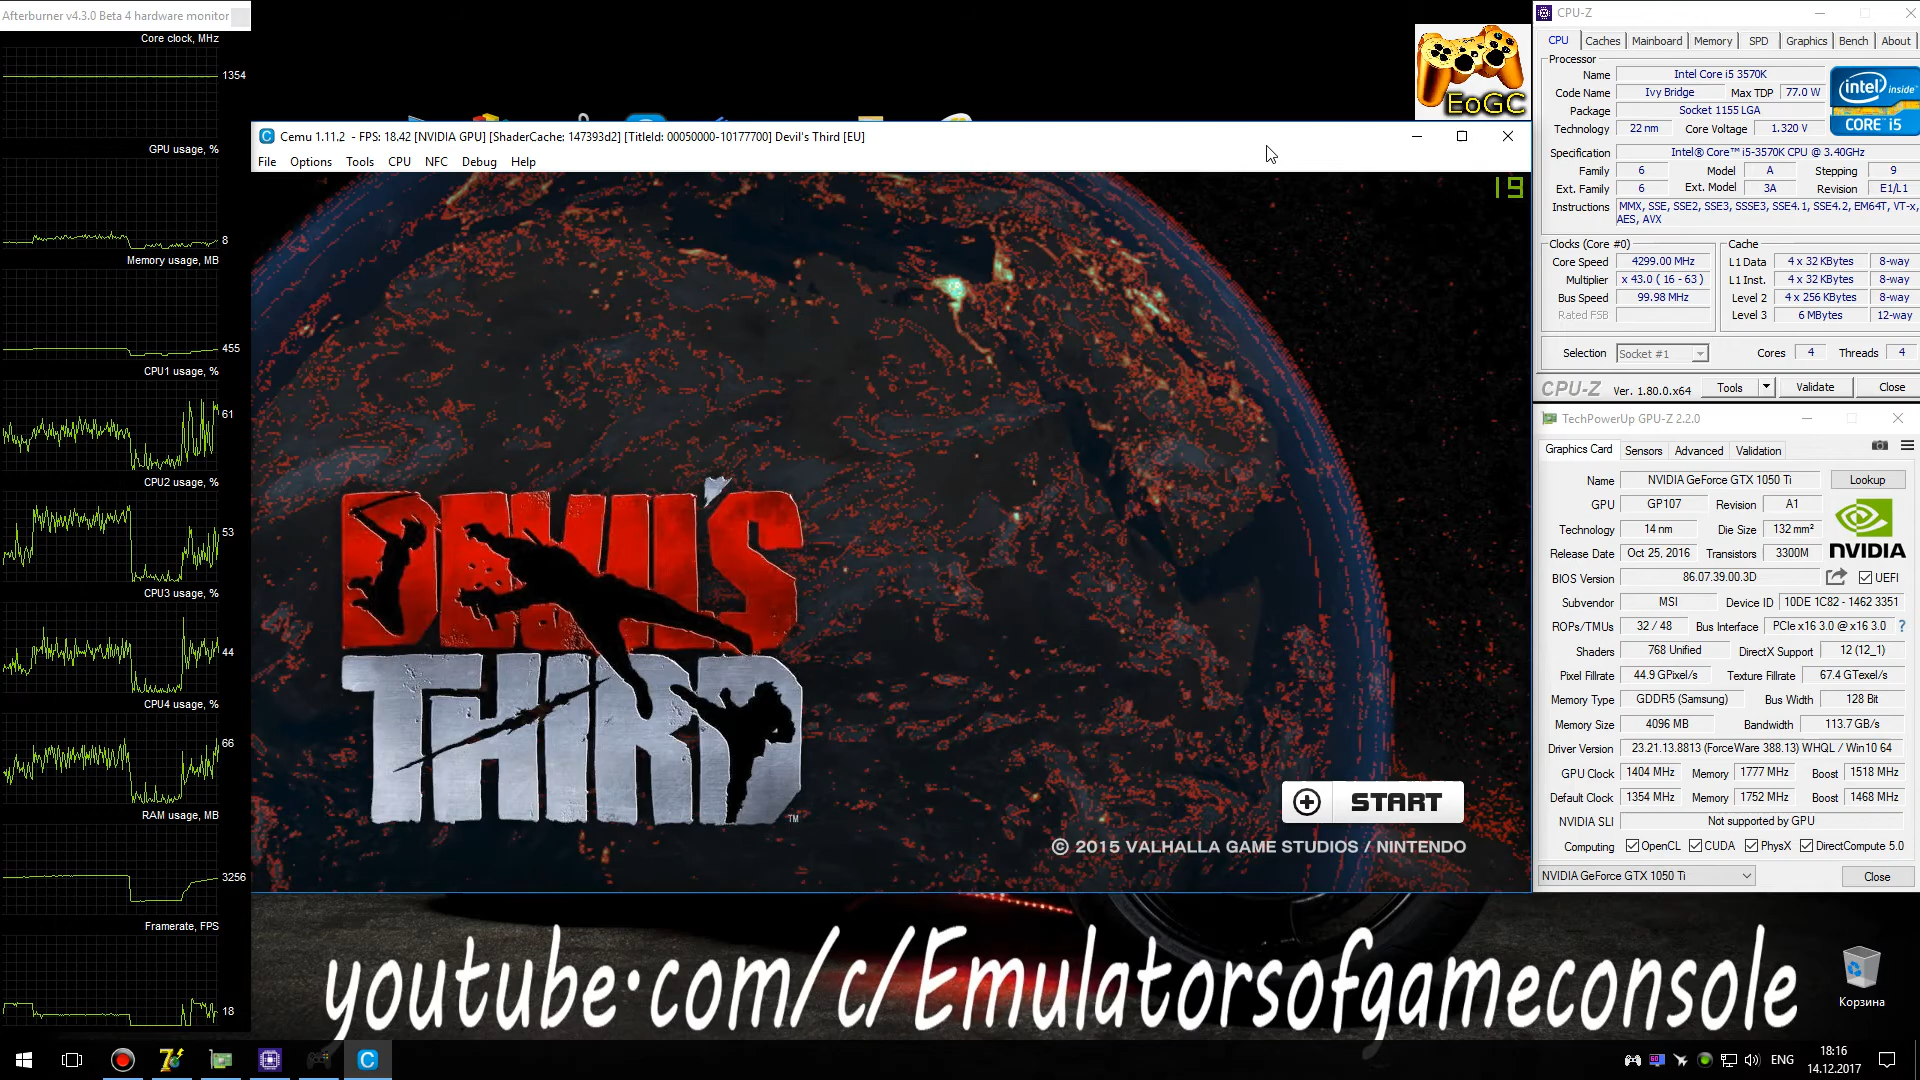 Afterburner v4.3.0 Beta 4 hardware monitor
Core clock, MHz
1354
GPU usage, %
8
Memory usage, MB
455
CPU1 usage, %
61
CPU2 usage, %
53
CPU3 usage, %
44
CPU4 usage, %
66
RAM usage, MB
3256
Framerate, FPS
18
EoGC
Cemu 1.11.2 - FPS: 18.42 [NVIDIA GPU] [ShaderCache: 147393d2] [TitleId: 00050000-10177700] Devil's Third [EU]
File Options Tools CPU NFC Debug Help
19
DEVIL'S
THIRD
TM
START
© 2015 VALHALLA GAME STUDIOS / NINTENDO
CPU-Z
CPU Caches Mainboard Memory SPD Graphics Bench About
Processor
Name Intel Core i5 3570K
Code Name Ivy Bridge Max TDP 77.0 W
Package Socket 1155 LGA
Technology 22 nm Core Voltage 1.320 V
intel inside
CORE i5
Specification Intel® Core™ i5-3570K CPU @ 3.40GHz
Family 6 Model A Stepping 9
Ext. Family 6 Ext. Model 3A Revision E1/L1
Instructions MMX, SSE, SSE2, SSE3, SSSE3, SSE4.1, SSE4.2, EM64T, VT-x,
AES, AVX
Clocks (Core #0) Cache
Core Speed 4299.00 MHz L1 Data 4 x 32 KBytes 8-way
Multiplier x 43.0 ( 16 - 63 ) L1 Inst. 4 x 32 KBytes 8-way
Bus Speed 99.98 MHz Level 2 4 x 256 KBytes 8-way
Rated FSB Level 3 6 MBytes 12-way
Selection Socket #1 Cores 4 Threads 4
CPU-Z Ver. 1.80.0.x64 Tools Validate Close
TechPowerUp GPU-Z 2.2.0
Graphics Card Sensors Advanced Validation
Name NVIDIA GeForce GTX 1050 Ti Lookup
GPU GP107 Revision A1
Technology 14 nm Die Size 132 mm²
NVIDIA
Release Date Oct 25, 2016 Transistors 3300M
BIOS Version 86.07.39.00.3D UEFI
Subvendor MSI Device ID 10DE 1C82 - 1462 3351
ROPs/TMUs 32 / 48 Bus Interface PCIe x16 3.0 @ x16 3.0 ?
Shaders 768 Unified DirectX Support 12 (12_1)
Pixel Fillrate 44.9 GPixel/s Texture Fillrate 67.4 GTexel/s
Memory Type GDDR5 (Samsung) Bus Width 128 Bit
Memory Size 4096 MB Bandwidth 113.7 GB/s
Driver Version 23.21.13.8813 (ForceWare 388.13) WHQL / Win10 64
GPU Clock 1404 MHz Memory 1777 MHz Boost 1518 MHz
Default Clock 1354 MHz Memory 1752 MHz Boost 1468 MHz
NVIDIA SLI Not supported by GPU
Computing OpenCL CUDA PhysX DirectCompute 5.0
NVIDIA GeForce GTX 1050 Ti Close
youtube.com/c/Emulatorsofgameconsole
Корзина
ENG
18:16
14.12.2017